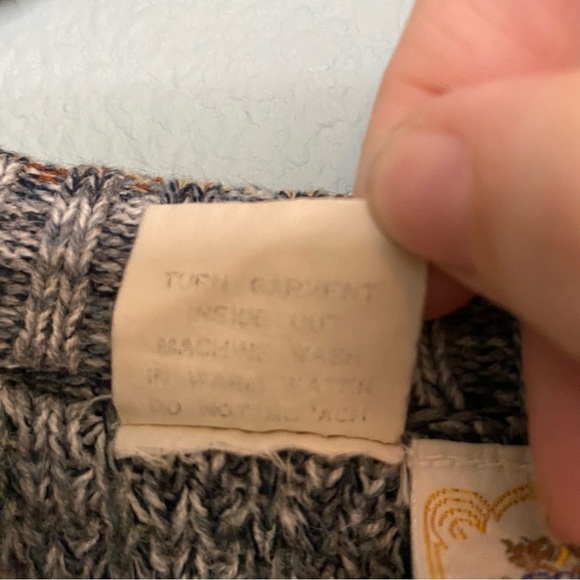 TURN GARMENT
INSIDE OUT
MACHINE WASH
IN WARM WATER
DO NOT BLEACH